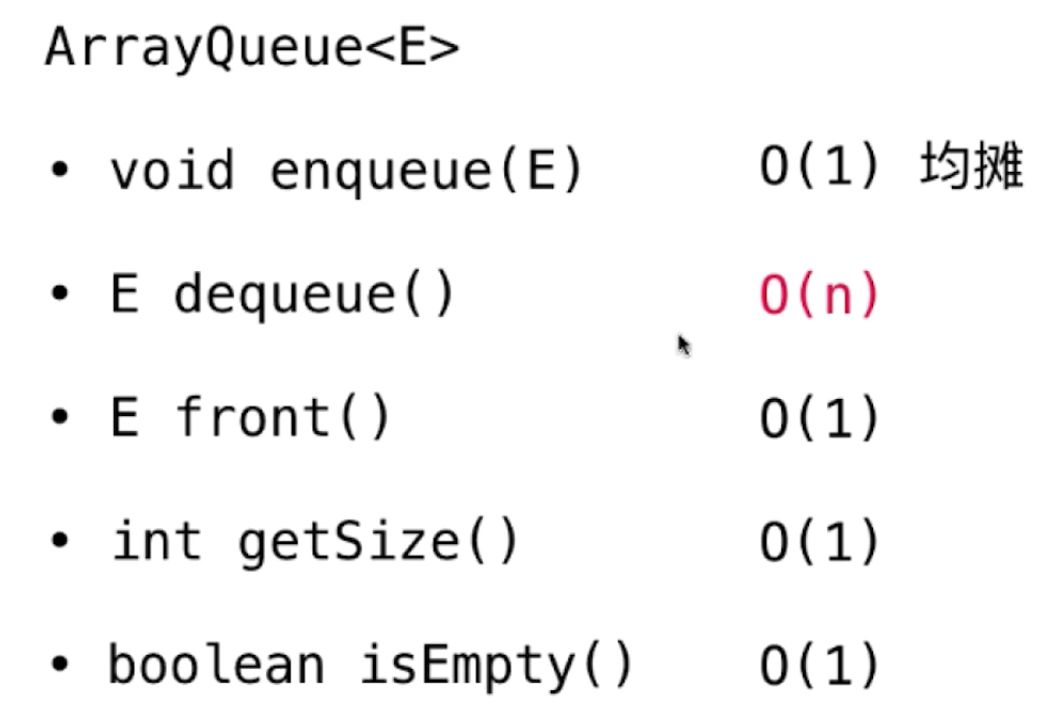 ArrayQueue<E>
• void enqueue(E) O(1) 均摊
• E dequeue() O(n)
• E front() O(1)
• int getSize() O(1)
• boolean isEmpty() O(1)